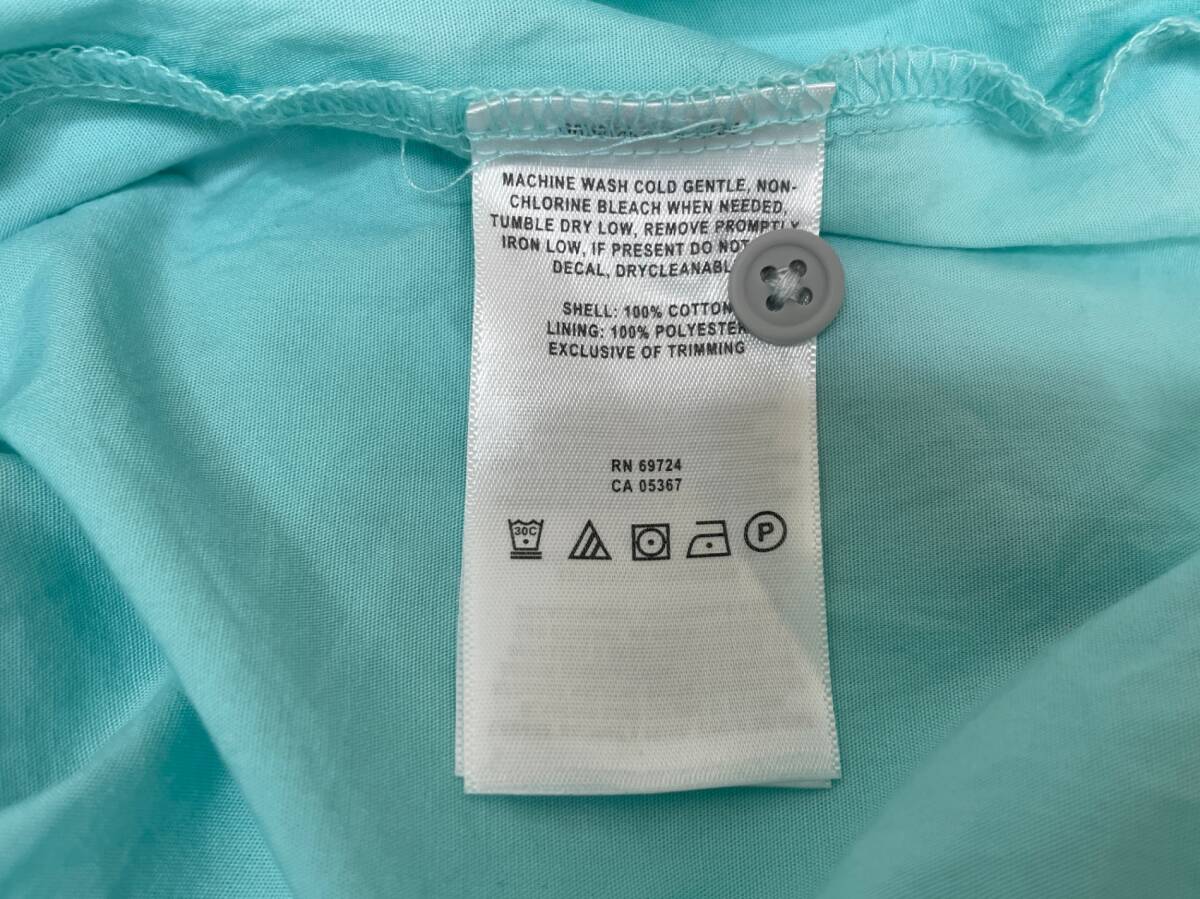 MACHINE WASH COLD GENTLE, NON-
CHLORINE BLEACH WHEN NEEDED,
TUMBLE DRY LOW, REMOVE PROMPTLY
IRON LOW, IF PRESENT DO NOT
DECAL, DRYCLEANABL
SHELL: 100% COTTON
LINING: 100% POLYESTER
EXCLUSIVE OF TRIMMING
RN 69724
CA 05367
30C
P